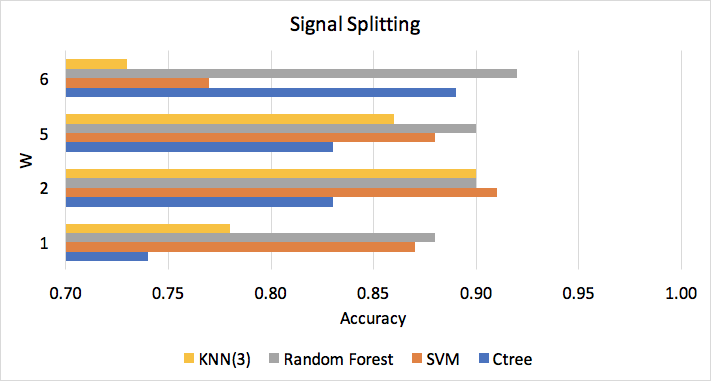 Signal Splitting
6
5
W
2
1
0.70 0.75 0.80 0.85 0.90 0.95 1.00
Accuracy
KNN(3) Random Forest SVM Ctree